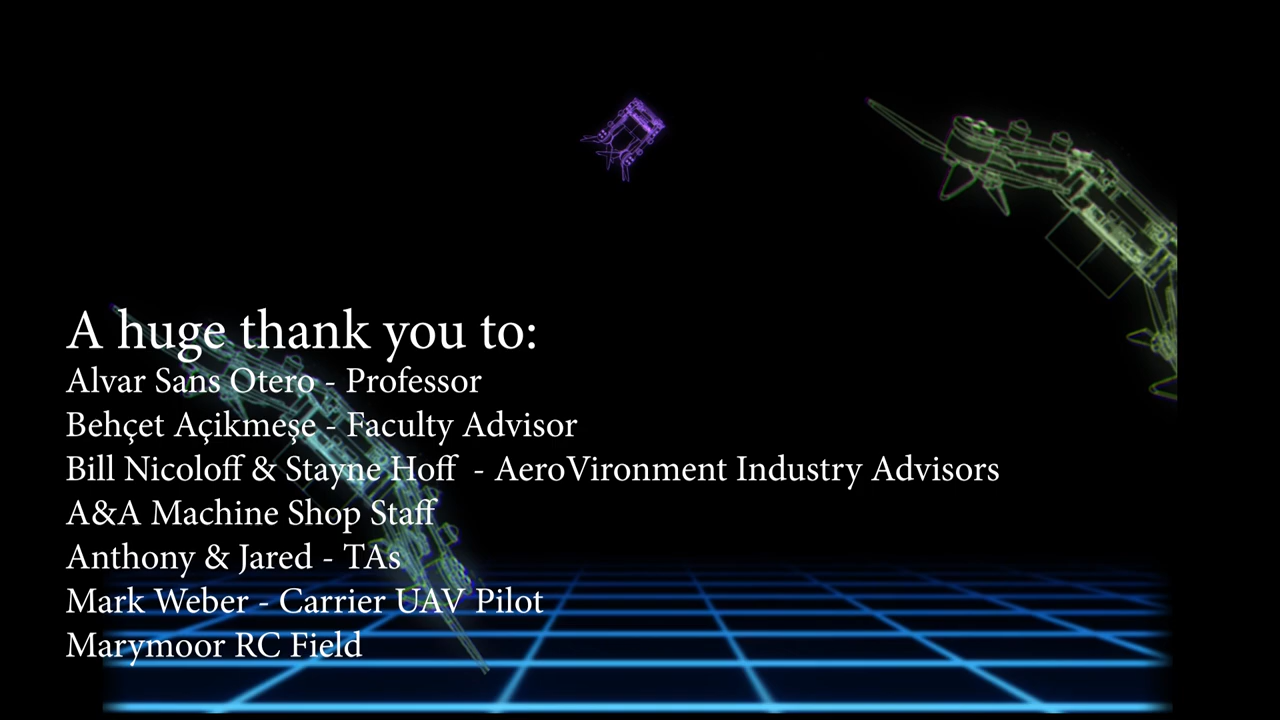 A huge thank you to:
Alvar Sans Otero - Professor
Behçet Açikmeşe - Faculty Advisor
Bill Nicoloff & Stayne Hoff  - AeroVironment Industry Advisors
A&A Machine Shop Staff
Anthony & Jared - TAs
Mark Weber - Carrier UAV Pilot
Marymoor RC Field